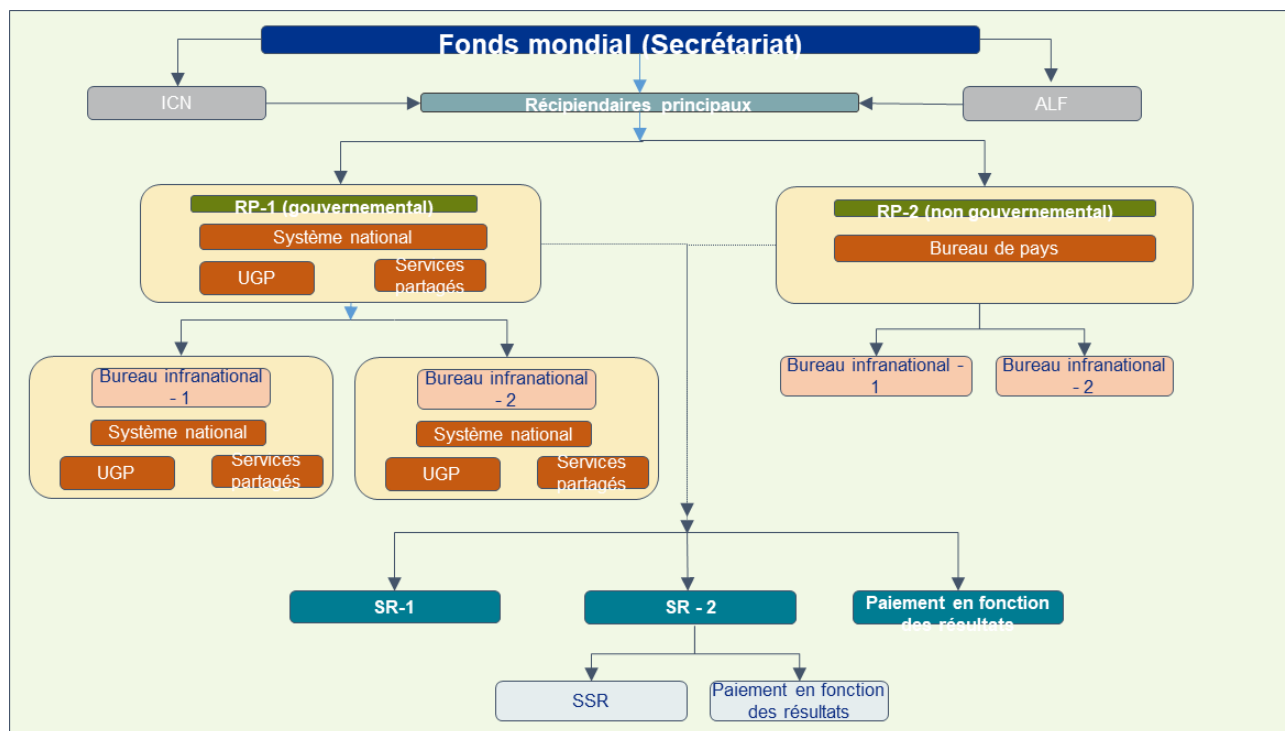 Fonds mondial (Secrétariat)
ICN
Récipiendaires principaux
ALF
RP-1 (gouvernemental)
Système national
UGP
Services
partagés
RP-2 (non gouvernemental)
Bureau de pays
Bureau infranational
- 1
Système national
UGP
Services
partagés
Bureau infranational
- 2
Système national
UGP
Services
partagés
Bureau infranational -
1
Bureau infranational -
2
SR-1
SR - 2
Paiement en fonction
des résultats
SSR
Paiement en fonction
des résultats